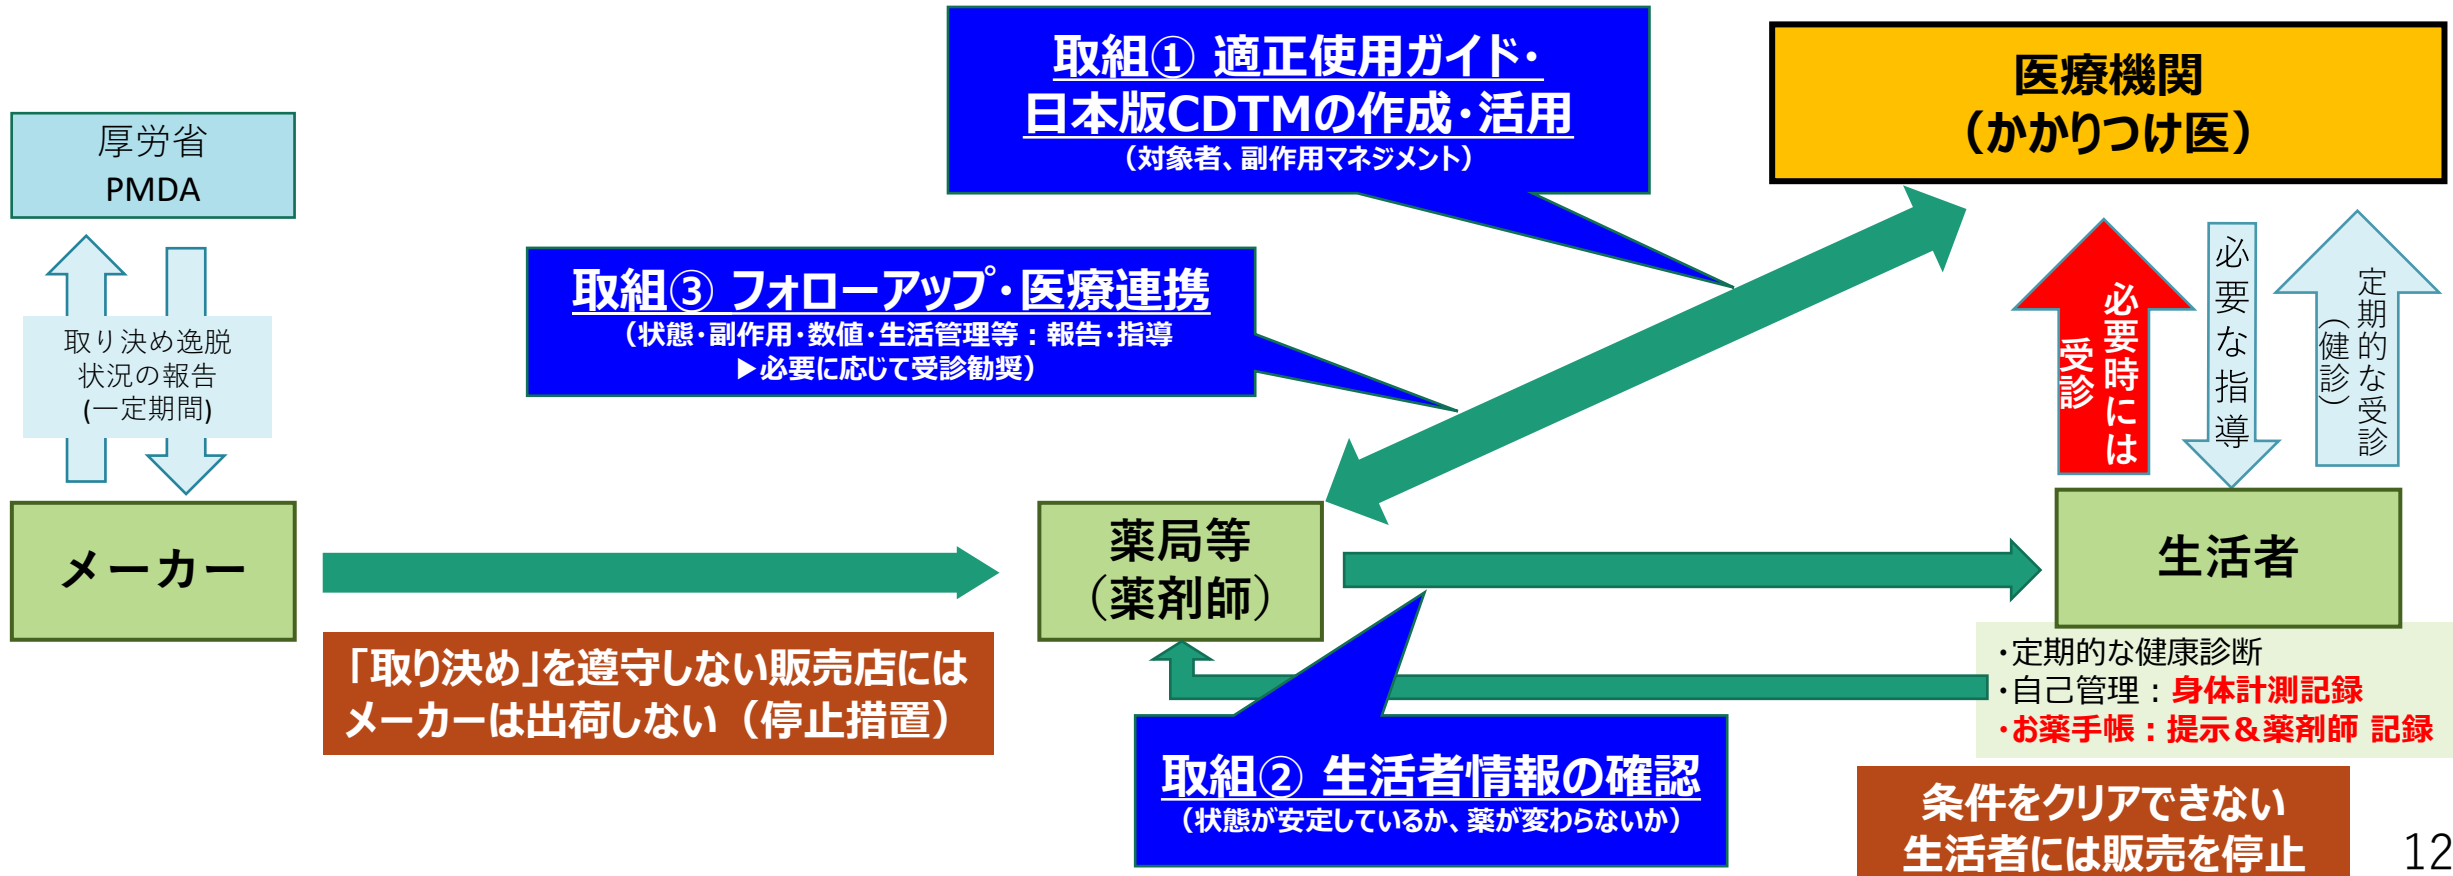 取組① 適正使用ガイド・
日本版CDTMの作成・活用
（対象者、副作用マネジメント）
医療機関
（かかりつけ医）
厚労省
PMDA
取組③ フォローアップ・医療連携
（状態・副作用・数値・生活管理等：報告・指導
▶必要に応じて受診勧奨）
取り決め逸脱
状況の報告
(一定期間)
必要時には
受診
必要な指導
定期的な受診
（健診）
メーカー
薬局等
（薬剤師）
生活者
「取り決め」を遵守しない販売店には
メーカーは出荷しない（停止措置）
・定期的な健康診断
・自己管理：身体計測記録
・お薬手帳：提示＆薬剤師 記録
取組② 生活者情報の確認
（状態が安定しているか、薬が変わらないか）
条件をクリアできない
生活者には販売を停止
12